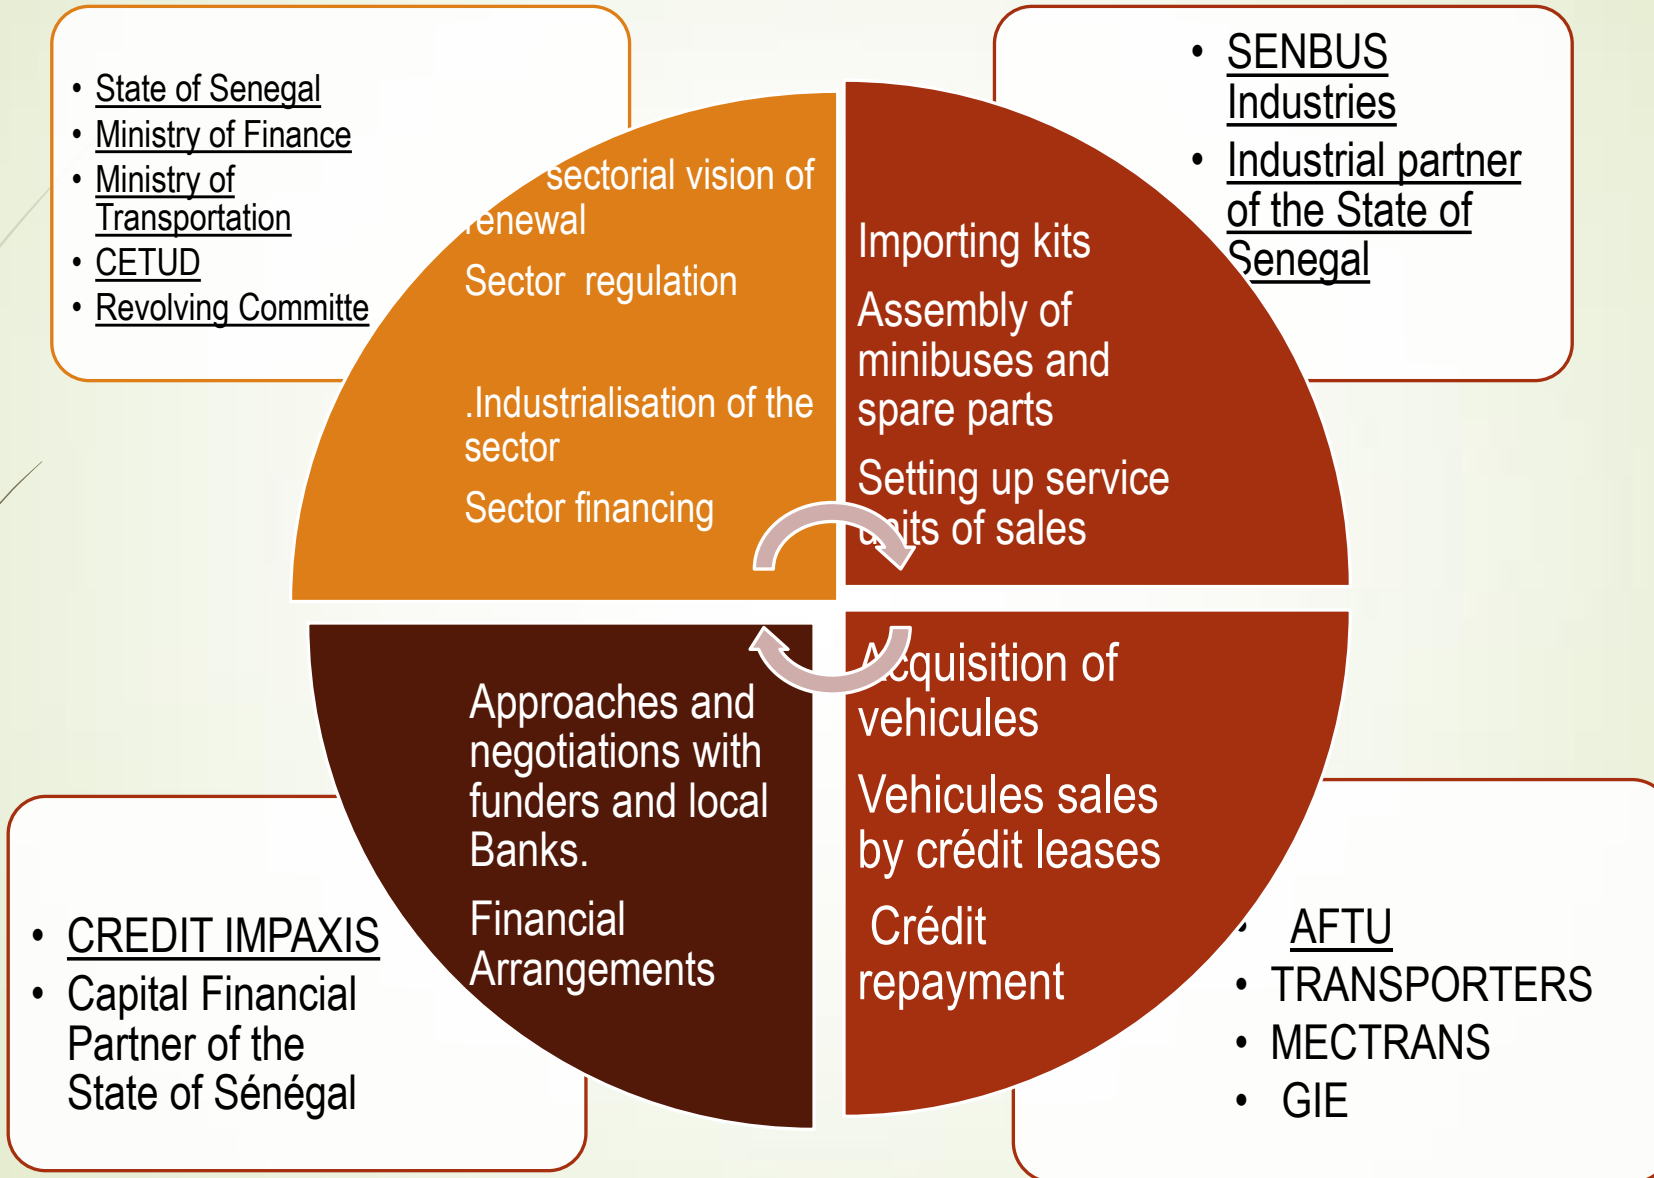 • State of Senegal
• Ministry of Finance
• Ministry of
Transportation
• CETUD
• Revolving Committe
sectorial vision of
renewal
Sector regulation
.Industrialisation of the
sector
Sector financing
• SENBUS
Industries
• Industrial partner
of the State of
Senegal
Importing kits
Assembly of
minibuses and
spare parts
Setting up service
units of sales
Approaches and
negotiations with
funders and local
Banks.
Financial
Arrangements
• CREDIT IMPAXIS
• Capital Financial
Partner of the
State of Sénégal
Acquisition of
vehicules
Vehicules sales
by crédit leases
Crédit
repayment
• AFTU
• TRANSPORTERS
• MECTRANS
• GIE